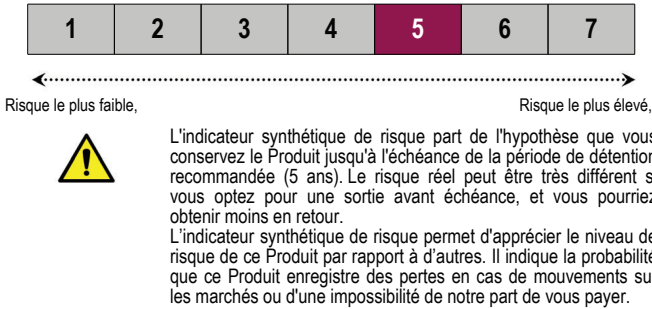 1 2 3 4 5 6 7
Risque le plus faible, Risque le plus élevé,
L'indicateur synthétique de risque part de l'hypothèse que vous
conservez le Produit jusqu'à l'échéance de la période de détention
recommandée (5 ans). Le risque réel peut être très différent s
vous optez pour une sortie avant échéance, et vous pourriez
obtenir moins en retour.
L’indicateur synthétique de risque permet d'apprécier le niveau de
risque de ce Produit par rapport à d’autres. Il indique la probabilité
que ce Produit enregistre des pertes en cas de mouvements su
les marchés ou d'une impossibilité de notre part de vous payer.